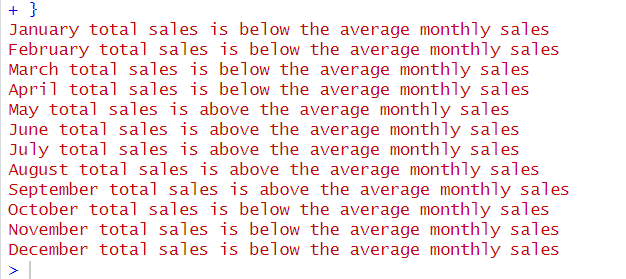 + }
January total sales is below the average monthly sales
February total sales is below the average monthly sales
March total sales is below the average monthly sales
April total sales is below the average monthly sales
May total sales is above the average monthly sales
June total sales is above the average monthly sales
July total sales is above the average monthly sales
August total sales is above the average monthly sales
September total sales is above the average monthly sales
October total sales is below the average monthly sales
November total sales is below the average monthly sales
December total sales is below the average monthly sales
>